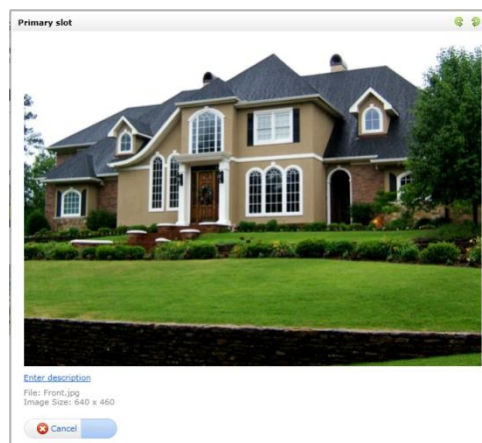 Primary slot
Enter description
File: Front.jpg
Image Size: 640 x 460
Cancel